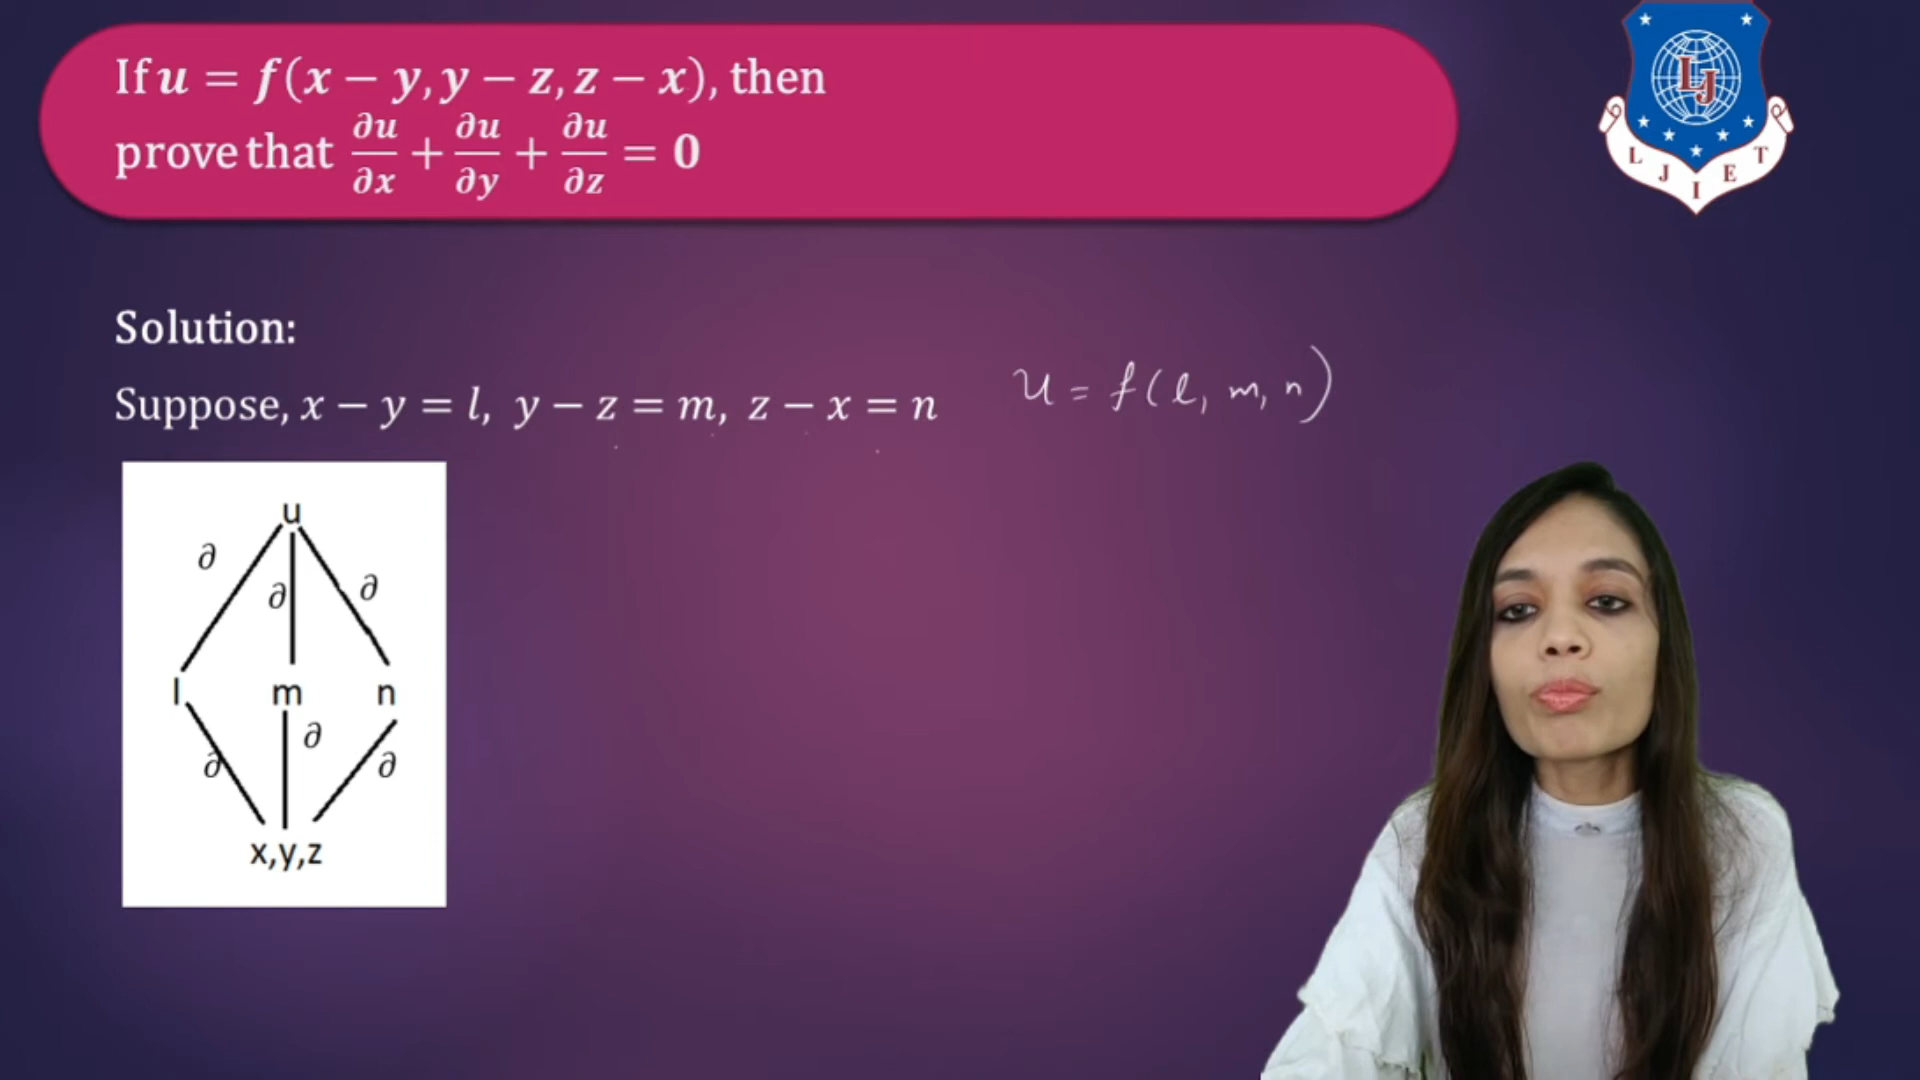 If u = f(x − y, y − z, z − x), then
prove that ∂u/∂x + ∂u/∂y + ∂u/∂z = 0
L J
L J I E T
Solution:
Suppose, x − y = l, y − z = m, z − x = n
u = f(l, m, n)
u
∂ ∂ ∂
l m n
∂ ∂ ∂
x,y,z